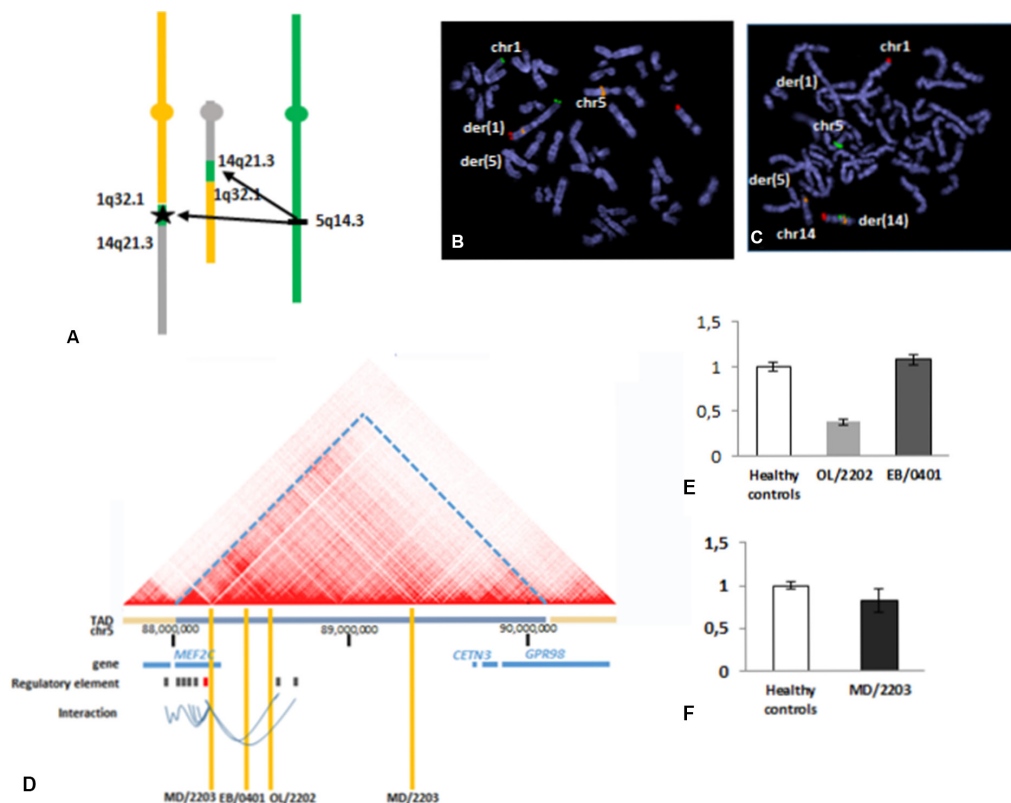 A
1q32.1
14q21.3
14q21.3
1q32.1
5q14.3
B
chr1
chr5
der(1)
der(5)
C
chr1
der(1)
chr5
der(5)
chr14
der(14)
D
TAD
chr5
88,000,000
89,000,000
90,000,000
gene
MEF2C
CETN3
GPR98
Regulatory element
Interaction
MD/2203
EB/0401
OL/2202
MD/2203
E
1,5
1
0,5
0
Healthy controls
OL/2202
EB/0401
F
1,5
1
0,5
0
Healthy controls
MD/2203